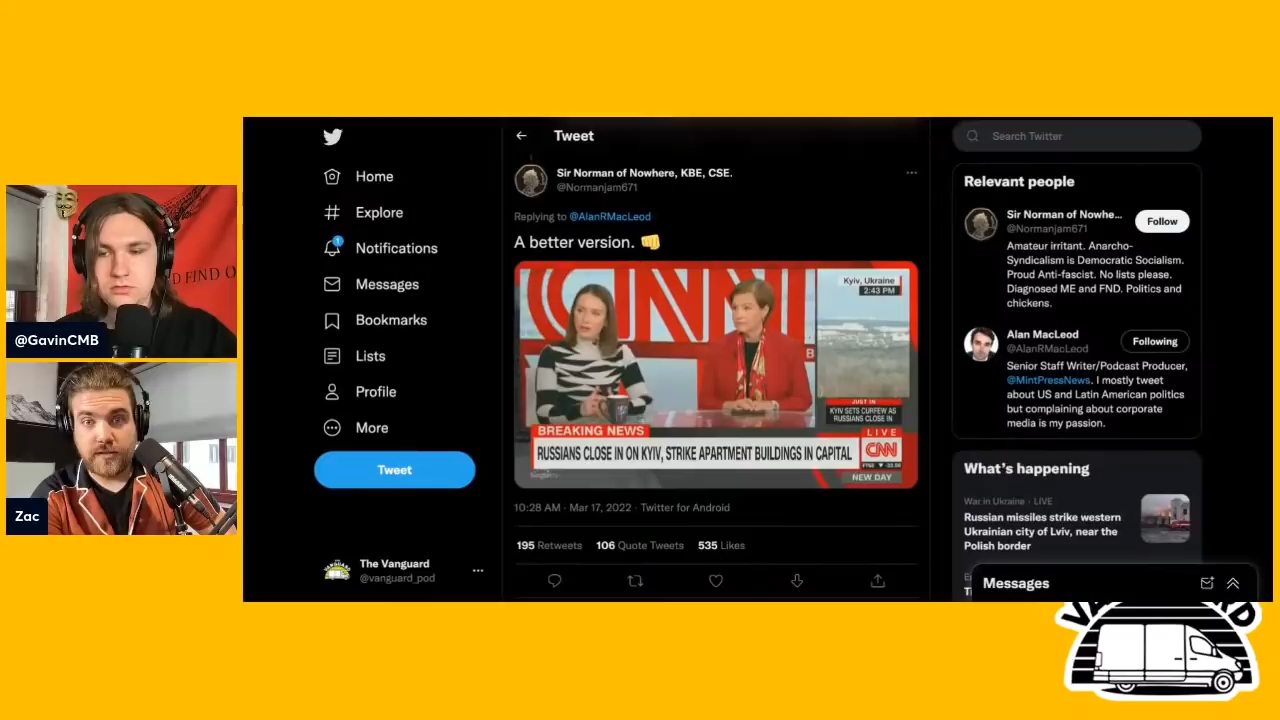 D FIND O
@GavinCMB
Zac
Home
Explore
1
Notifications
Messages
Bookmarks
Lists
Profile
More
Tweet
The Vanguard
@vanguard_pod
Tweet
Sir Norman of Nowhere, KBE, CSE.
@Normanjam671
Replying to @AlanRMacLeod
A better version. 👊
CNN
Kyiv, Ukraine
2:43 PM
JUST IN
KYIV SETS CURFEW AS
RUSSIANS CLOSE IN
BREAKING NEWS
LIVE
RUSSIANS CLOSE IN ON KYIV, STRIKE APARTMENT BUILDINGS IN CAPITAL
CNN
NEW DAY
10:28 AM · Mar 17, 2022 · Twitter for Android
195 Retweets 106 Quote Tweets 535 Likes
Search Twitter
Relevant people
Sir Norman of Nowhe...
Follow
@Normanjam671
Amateur irritant. Anarcho-
Syndicalism is Democratic Socialism.
Proud Anti-fascist. No lists please.
Diagnosed ME and FND. Politics and
chickens.
Alan MacLeod
Following
@AlanRMacLeod
Senior Staff Writer/Podcast Producer,
@MintPressNews. I mostly tweet
about US and Latin American politics
but complaining about corporate
media is my passion.
What's happening
War in Ukraine · LIVE
Russian missiles strike western
Ukrainian city of Lviv, near the
Polish border
Messages